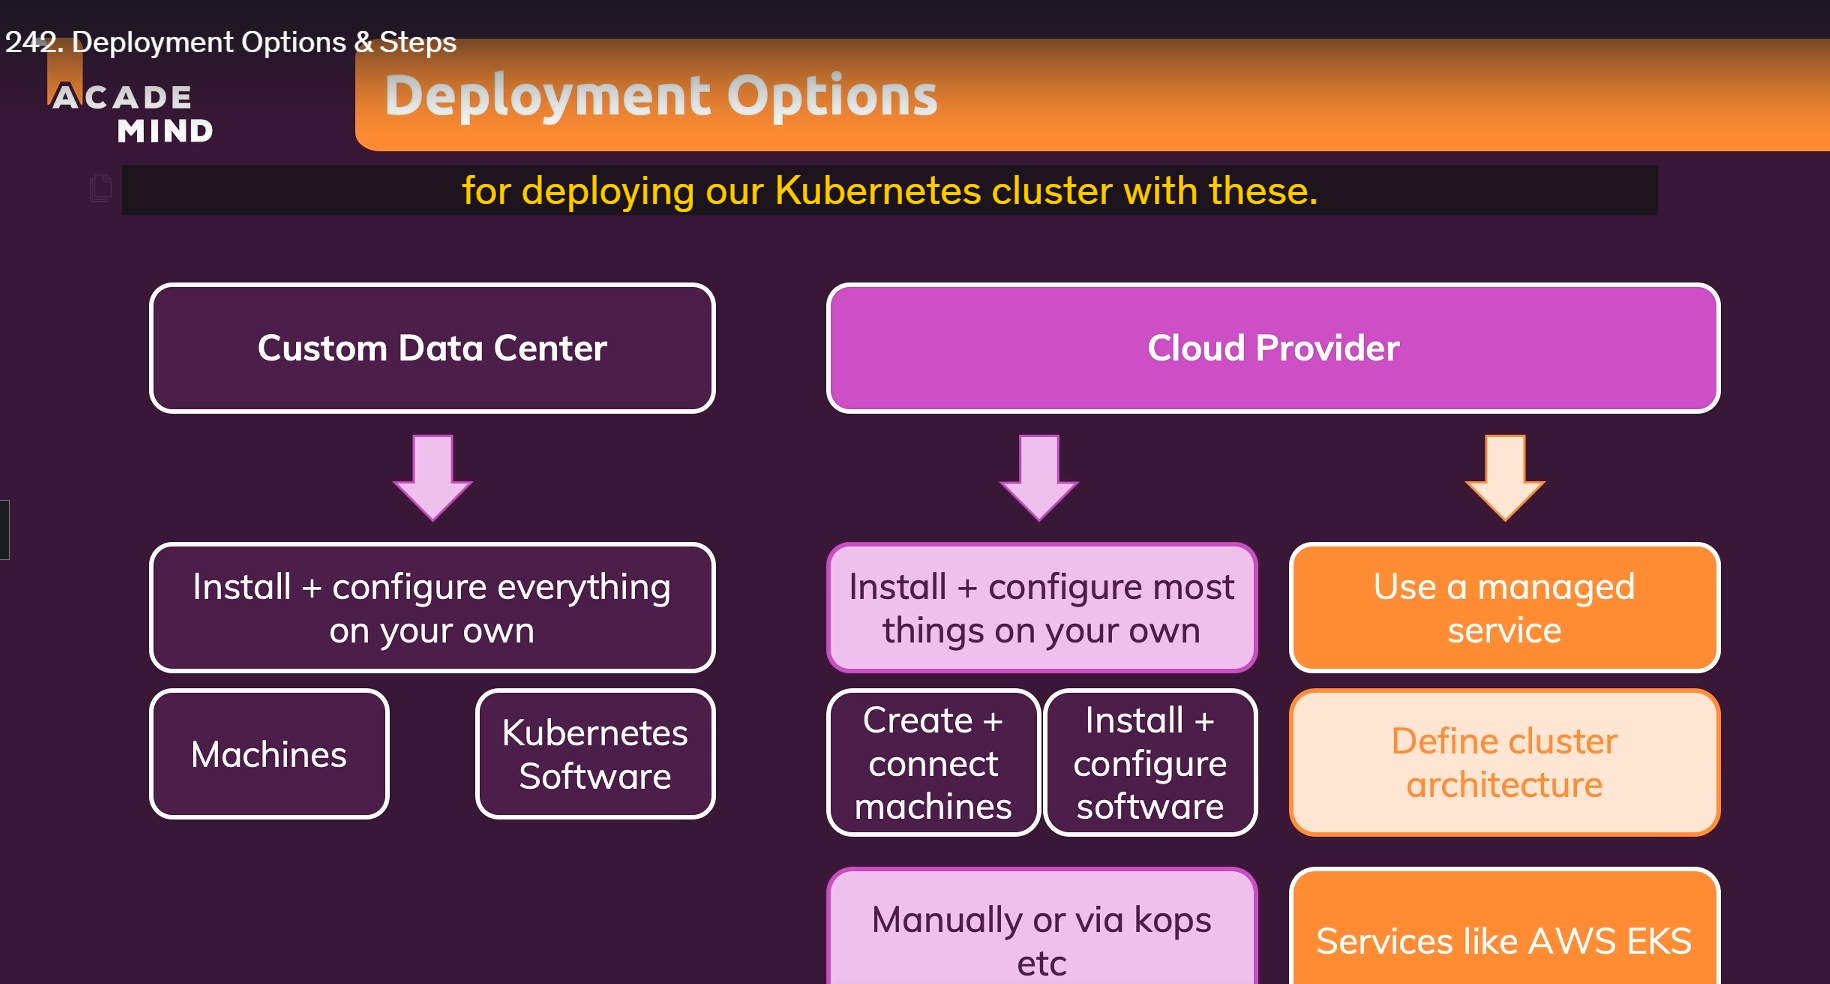 242. Deployment Options & Steps
ACADE
MIND
Deployment Options
for deploying our Kubernetes cluster with these.
Custom Data Center
Cloud Provider
Install + configure everything
on your own
Install + configure most
things on your own
Use a managed
service
Machines
Kubernetes
Software
Create +
connect
machines
Install +
configure
software
Define cluster
architecture
Manually or via kops
etc
Services like AWS EKS